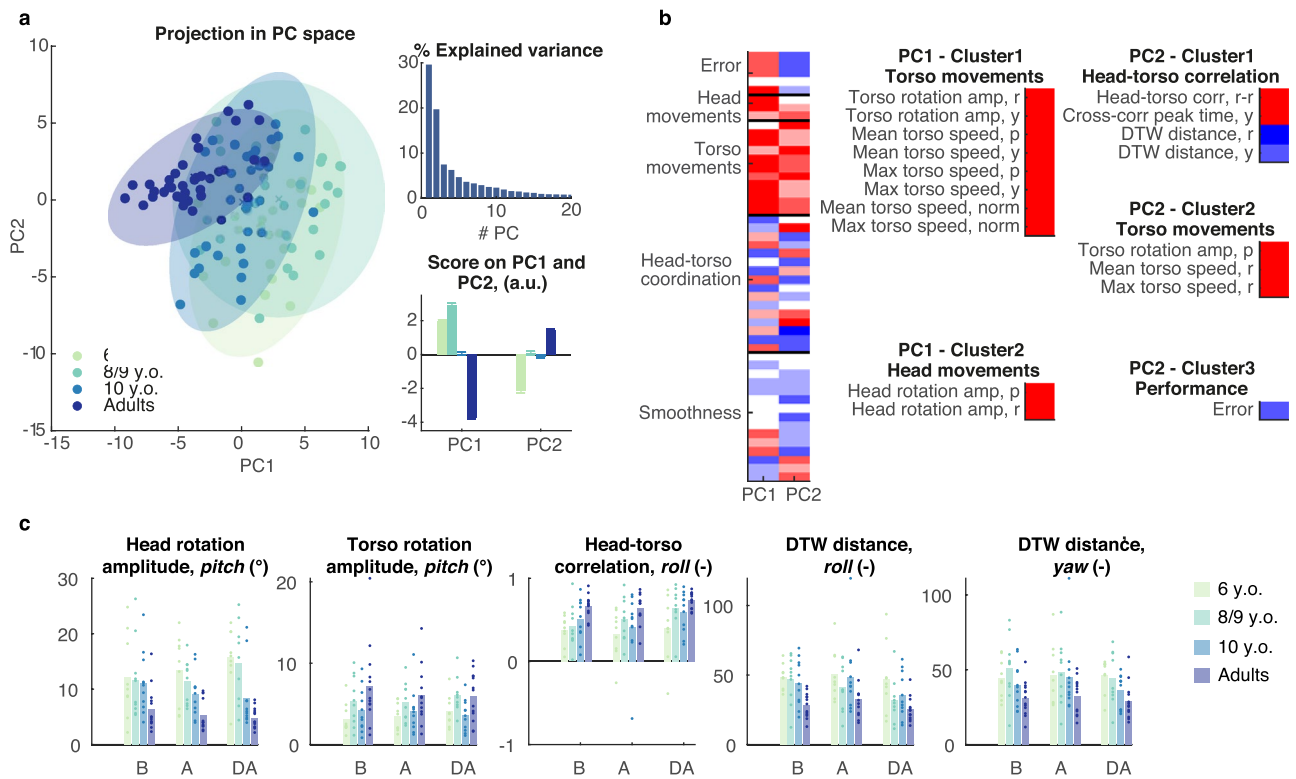 a
Projection in PC space
10
5
0
-5
-10
-15
PC2
-15
-10
-5
0
5
10
PC1
8/9 y.o.
10 y.o.
Adults
% Explained variance
30
20
10
0
0
20
# PC
Score on PC1 and
PC2, (a.u.)
2
0
-2
-4
PC1
PC2
b
Error
Head
movements
Torso
movements
Head-torso
coordination
Smoothness
PC1 PC2
PC1 - Cluster1
Torso movements
Torso rotation amp, r
Torso rotation amp, y
Mean torso speed, p
Mean torso speed, y
Max torso speed, p
Max torso speed, y
Mean torso speed, norm
Max torso speed, norm
PC1 - Cluster2
Head movements
Head rotation amp, p
Head rotation amp, r
PC2 - Cluster1
Head-torso correlation
Head-torso corr, r-r
Cross-corr peak time, y
DTW distance, r
DTW distance, y
PC2 - Cluster2
Torso movements
Torso rotation amp, p
Mean torso speed, r
Max torso speed, r
PC2 - Cluster3
Performance
Error
c
Head rotation
amplitude, pitch (°)
30
20
10
0
B A DA
Torso rotation
amplitude, pitch (°)
20
10
0
B A DA
Head-torso
correlation, roll (-)
1
0
-1
B A DA
DTW distance,
roll (-)
100
50
0
B A DA
DTW distance,
yaw (-)
100
50
0
B A DA
6 y.o.
8/9 y.o.
10 y.o.
Adults